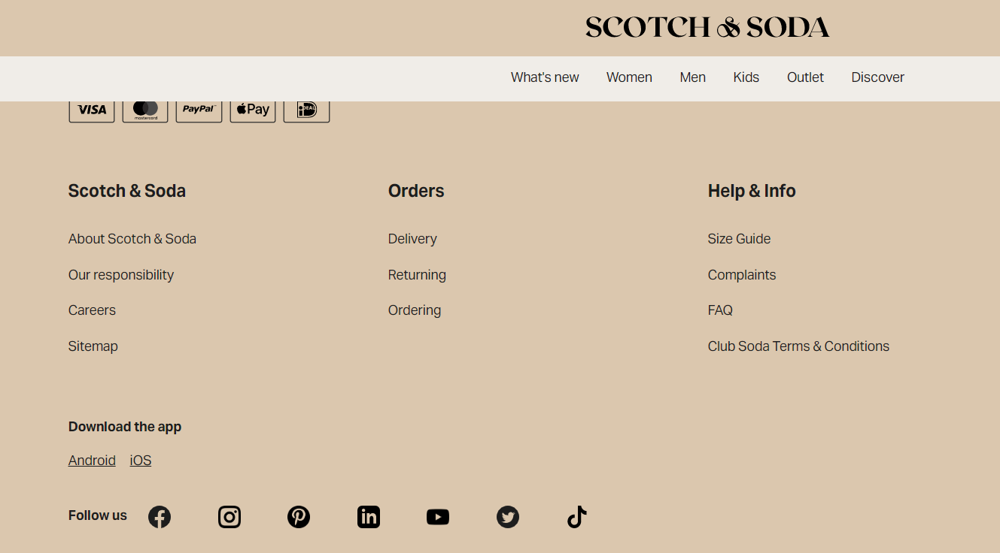 SCOTCH & SODA
What's new Women Men Kids Outlet Discover
VISA mastercard PayPal Pay iDEAL
Scotch & Soda
About Scotch & Soda
Our responsibility
Careers
Sitemap
Orders
Delivery
Returning
Ordering
Help & Info
Size Guide
Complaints
FAQ
Club Soda Terms & Conditions
Download the app
Android iOS
Follow us